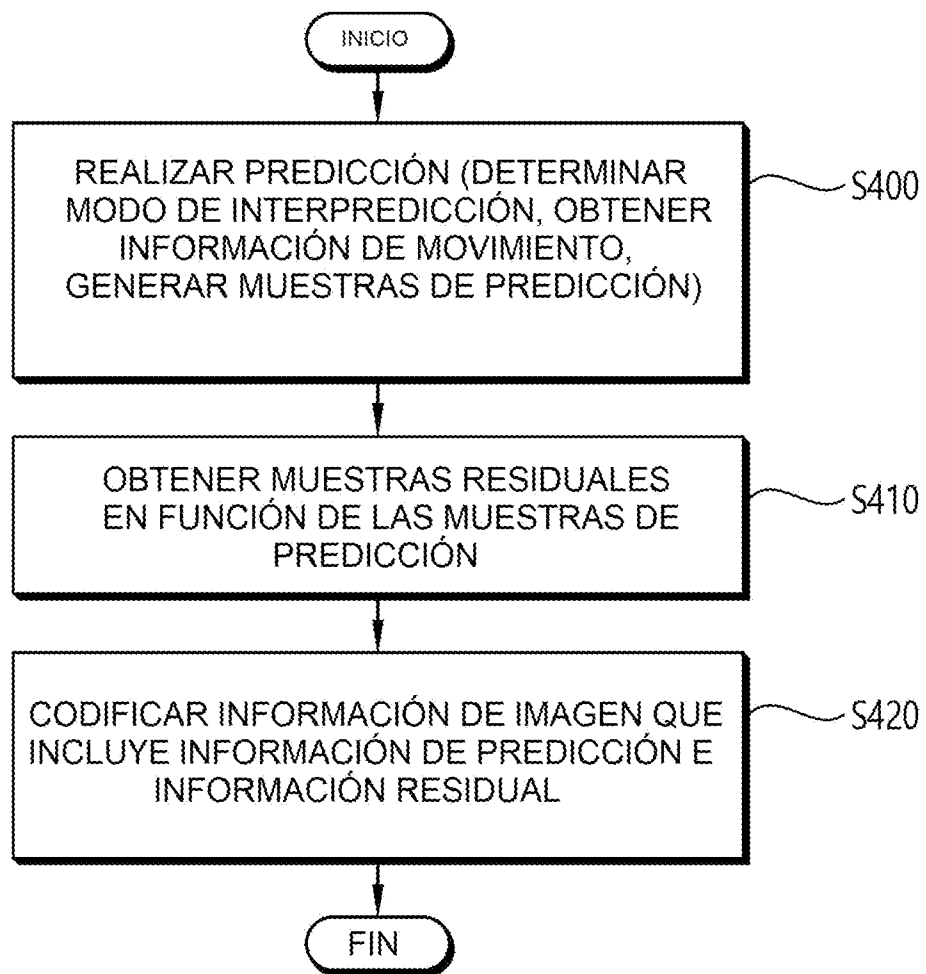 INICIO
REALIZAR PREDICCIÓN (DETERMINAR
MODO DE INTERPREDICCIÓN, OBTENER
INFORMACIÓN DE MOVIMIENTO,
GENERAR MUESTRAS DE PREDICCIÓN)
S400
OBTENER MUESTRAS RESIDUALES
EN FUNCIÓN DE LAS MUESTRAS DE
PREDICCIÓN
S410
CODIFICAR INFORMACIÓN DE IMAGEN QUE
INCLUYE INFORMACIÓN DE PREDICCIÓN E
INFORMACIÓN RESIDUAL
S420
FIN